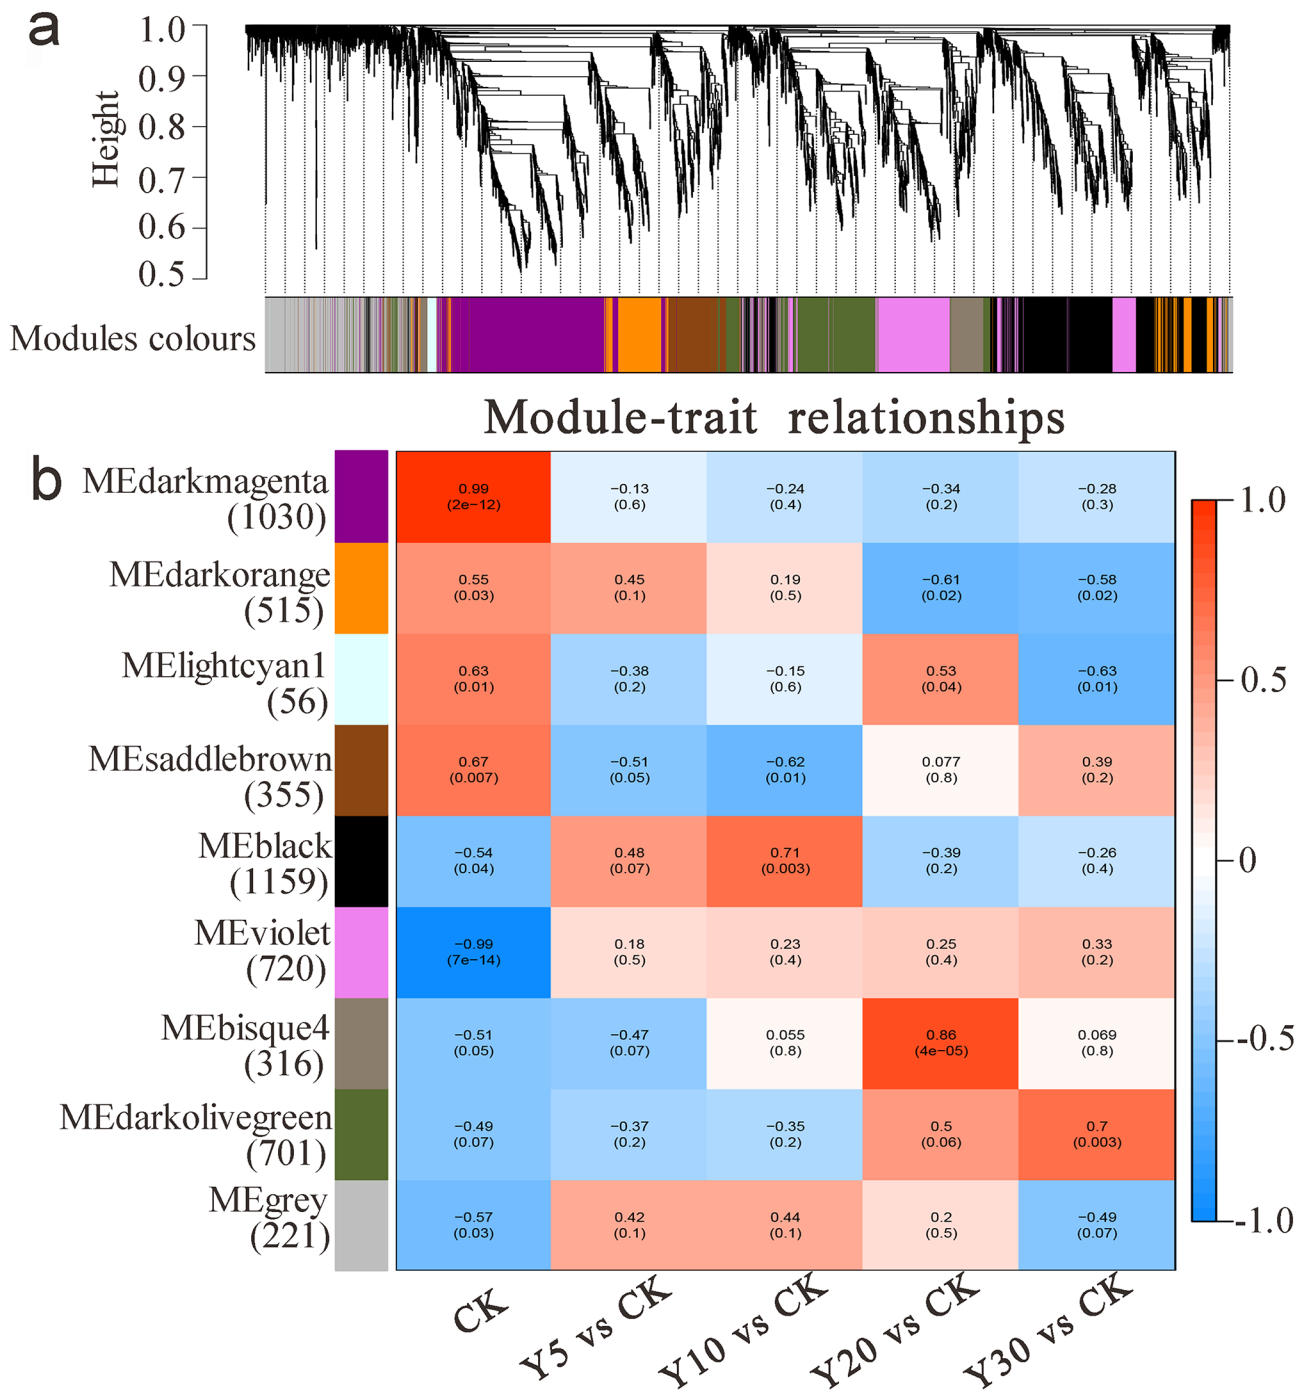 a
1.0
0.9
0.8
0.7
0.6
0.5
Height
Modules colours
Module-trait relationships
b
MEdarkmagenta
(1030)
0.99 −0.13 −0.24 −0.34 −0.28
(2e−12) (0.6) (0.4) (0.2) (0.3)
MEdarkorange
(515)
0.55 0.45 0.19 −0.61 −0.58
(0.03) (0.1) (0.5) (0.02) (0.02)
MElightcyan1
(56)
0.63 −0.38 −0.15 0.53 −0.63
(0.01) (0.2) (0.6) (0.04) (0.01)
MEsaddlebrown
(355)
0.67 −0.51 −0.62 0.077 0.39
(0.007) (0.05) (0.01) (0.8) (0.2)
MEblack
(1159)
−0.54 0.48 0.71 −0.39 −0.26
(0.04) (0.07) (0.003) (0.2) (0.4)
MEviolet
(720)
−0.99 0.18 0.23 0.25 0.33
(7e−14) (0.5) (0.4) (0.4) (0.2)
MEbisque4
(316)
−0.51 −0.47 0.055 0.86 0.069
(0.05) (0.07) (0.8) (4e−05) (0.8)
MEdarkolivegreen
(701)
−0.49 −0.37 −0.35 0.5 0.7
(0.07) (0.2) (0.2) (0.06) (0.003)
MEgrey
(221)
−0.57 0.42 0.44 0.2 −0.49
(0.03) (0.1) (0.1) (0.5) (0.07)
CK
Y5 vs CK
Y10 vs CK
Y20 vs CK
Y30 vs CK
1.0
0.5
0
-0.5
-1.0